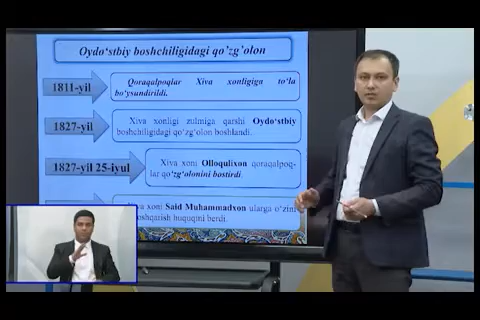 Oydo‘stbiy boshchiligidagi qo‘zg‘olon
1811-yil
Qoraqalpoqlar Xiva xonligiga to‘la
bo‘ysundirildi.
1827-yil
Xiva xonligi zulmiga qarshi Oydo‘stbiy
boshchiligidagi qo‘zg‘olon boshlandi.
1827-yil 25-iyul
Xiva xoni Olloqulixon qoraqalpoq-
lar qo‘zg‘olonini bostirdi.
xoni Said Muhammadxon ularga o‘zini
boshqarish huquqini berdi.